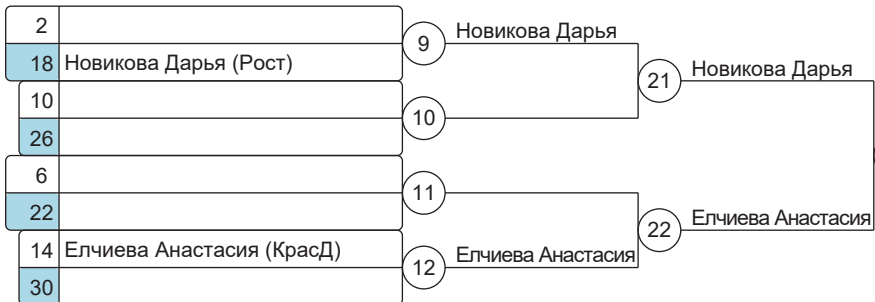 2
9 Новикова Дарья
18 Новикова Дарья (Рост)
21 Новикова Дарья
10
10
26
6
11
22
22 Елчиева Анастасия
14 Елчиева Анастасия (КрасД)
12 Елчиева Анастасия
30